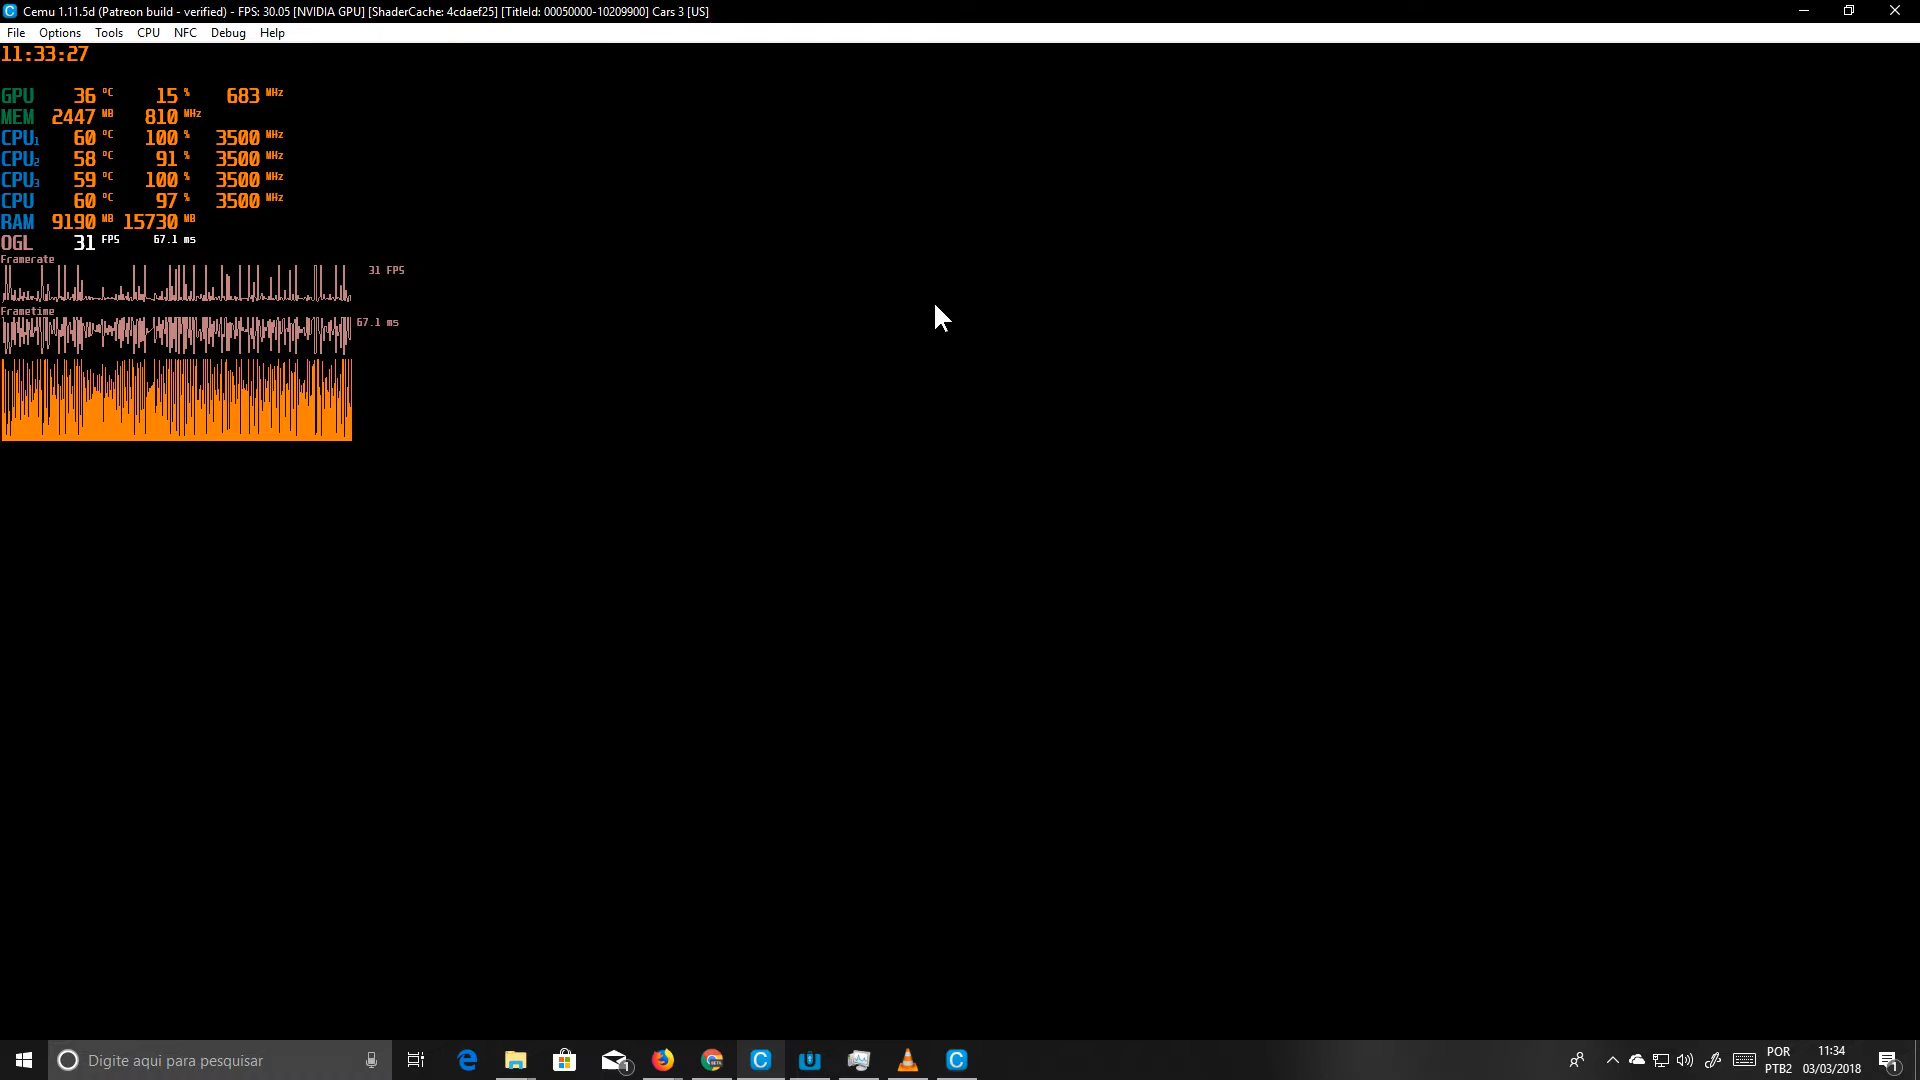 Cemu 1.11.5d (Patreon build - verified) - FPS: 30.05 [NVIDIA GPU] [ShaderCache: 4cdaef25] [TitleId: 00050000-10209900] Cars 3 [US]
File Options Tools CPU NFC Debug Help
11:33:27
GPU 36 °C 15 % 683 MHz
MEM 2447 MB 810 MHz
CPU1 60 °C 100 % 3500 MHz
CPU2 58 °C 91 % 3500 MHz
CPU3 59 °C 100 % 3500 MHz
CPU 60 °C 97 % 3500 MHz
RAM 9190 MB 15730 MB
OGL 31 FPS 67.1 ms
Framerate
31 FPS
Frametime
67.1 ms
Digite aqui para pesquisar
1
BETA
POR
PTB2
11:34
03/03/2018
1